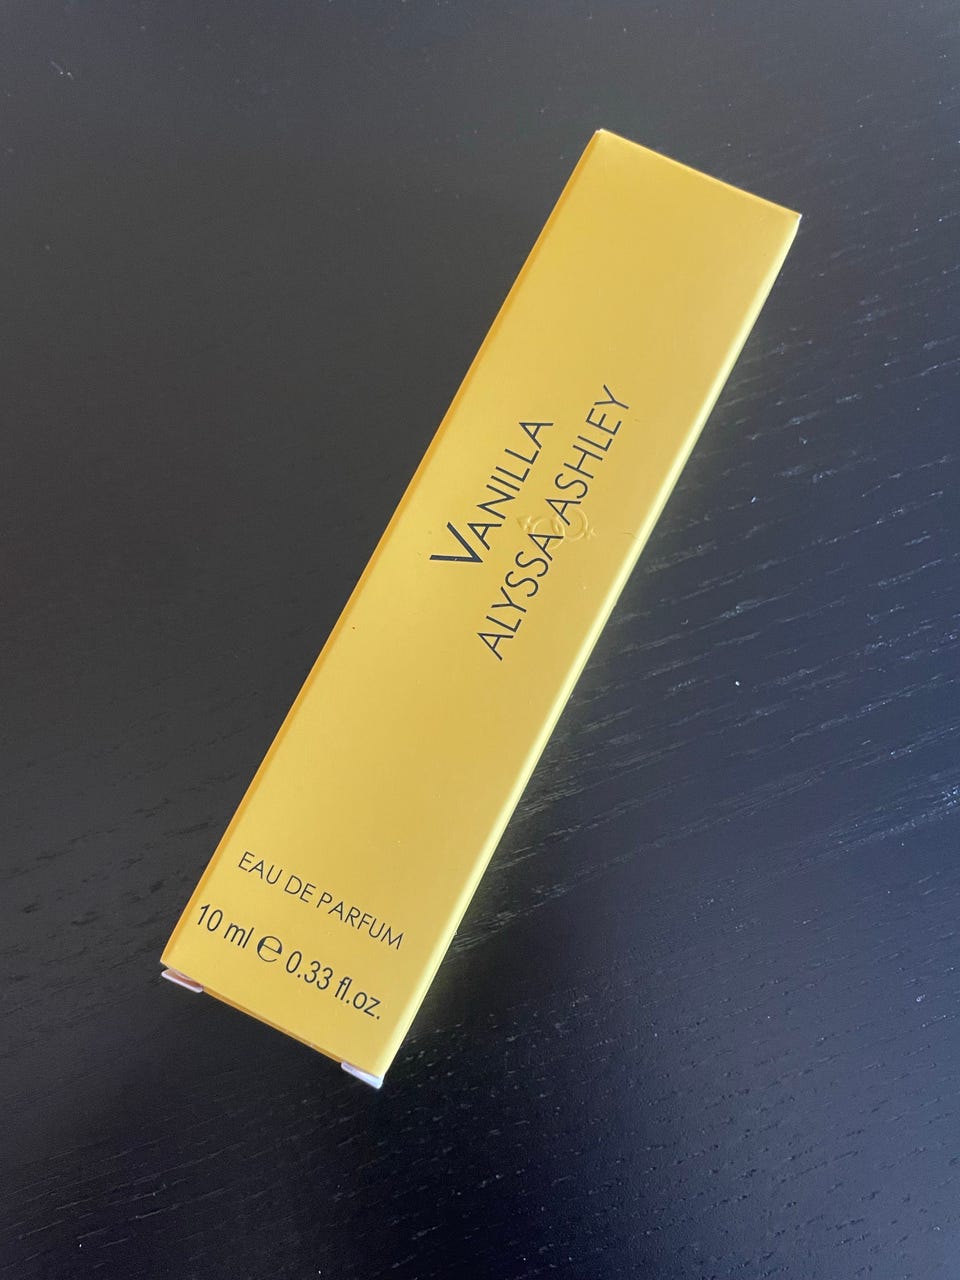 VANILLA
ALYSSA ASHLEY
EAU DE PARFUM
10 ml ℮ 0.33 fl.oz.